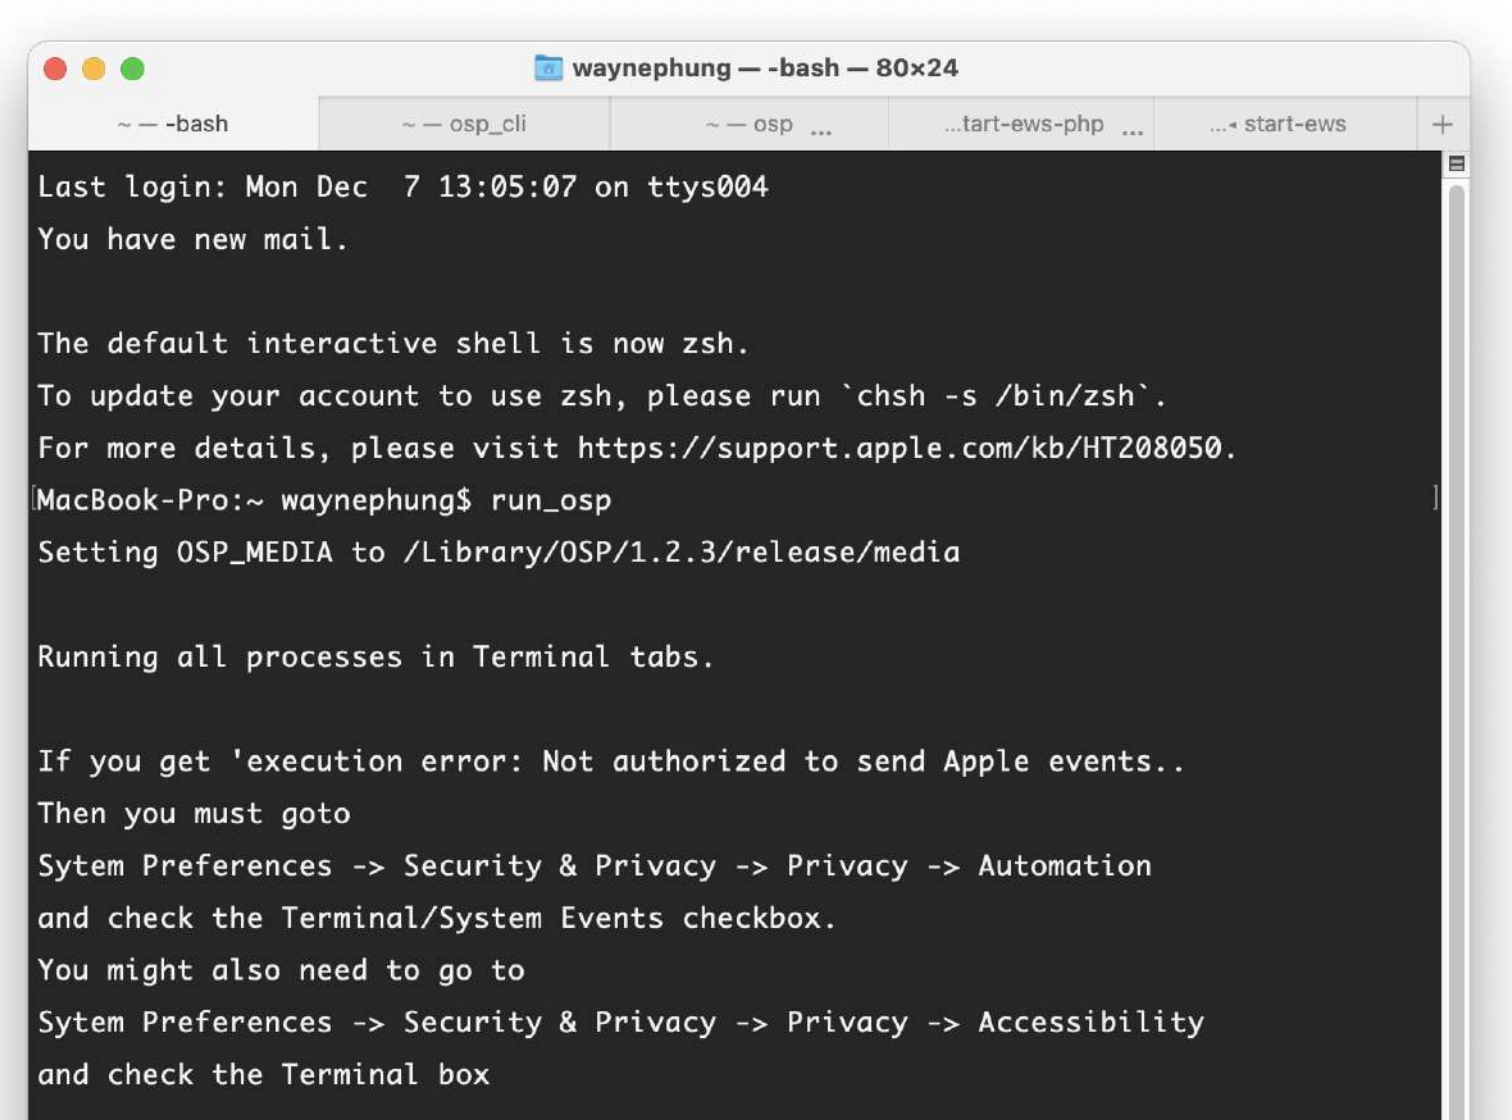 waynephung — -bash — 80×24
~ — -bash
~ — osp_cli
~ — osp ...
...tart-ews-php ...
...◂ start-ews
+
Last login: Mon Dec  7 13:05:07 on ttys004
You have new mail.
The default interactive shell is now zsh.
To update your account to use zsh, please run `chsh -s /bin/zsh`.
For more details, please visit https://support.apple.com/kb/HT208050.
[MacBook-Pro:~ waynephung$ run_osp ]
Setting OSP_MEDIA to /Library/OSP/1.2.3/release/media
Running all processes in Terminal tabs.
If you get 'execution error: Not authorized to send Apple events..
Then you must goto
Sytem Preferences -> Security & Privacy -> Privacy -> Automation
and check the Terminal/System Events checkbox.
You might also need to go to
Sytem Preferences -> Security & Privacy -> Privacy -> Accessibility
and check the Terminal box